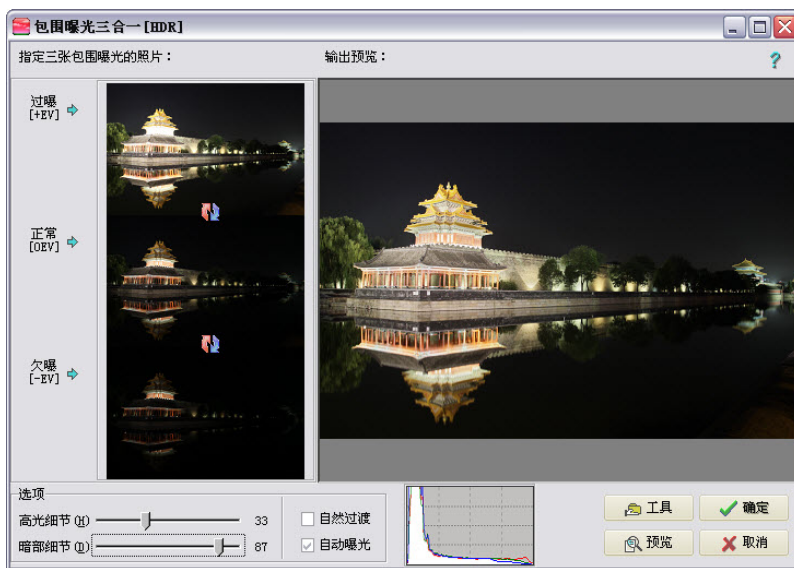 包围曝光三合一[HDR]
指定三张包围曝光的照片：
输出预览：
?
过曝
[+EV]
正常
[0EV]
欠曝
[-EV]
选项
高光细节(H) 33
暗部细节(D) 87
自然过渡
自动曝光
工具
确定
预览
取消